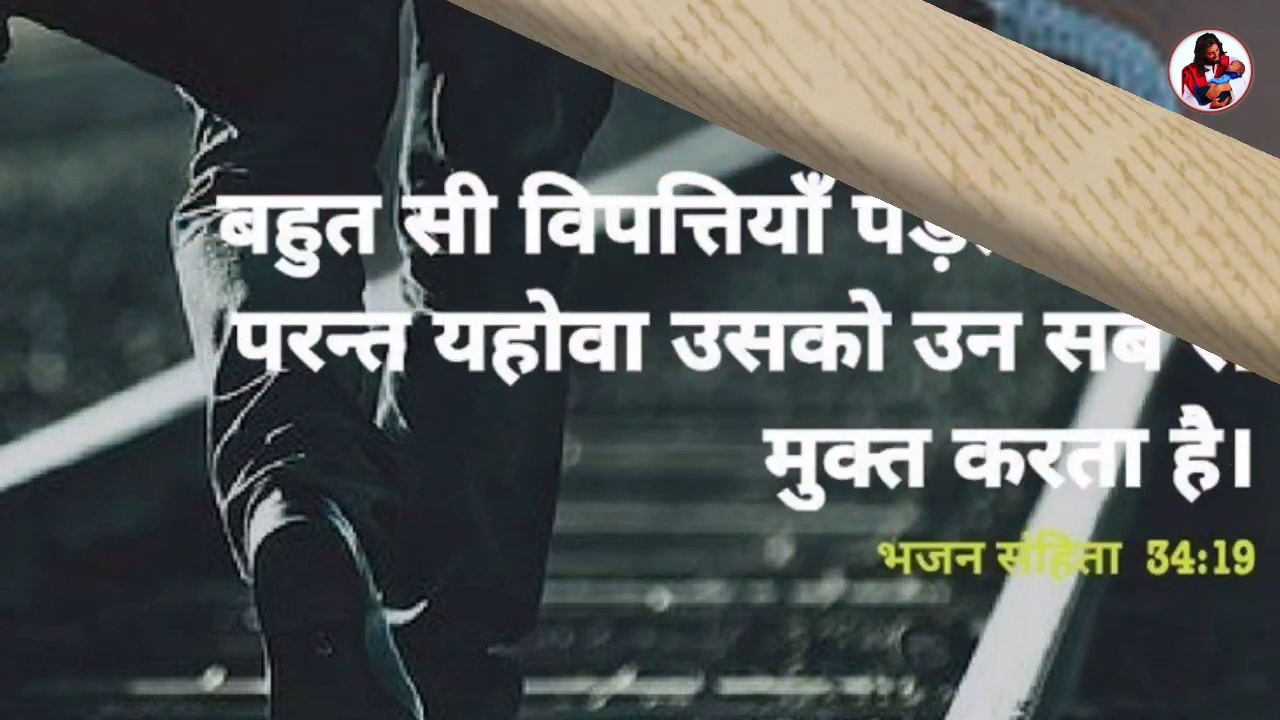 बहुत सी विपत्तियाँ
परन्त यहोवा उसको उन सब
मुक्त करता है।
भजन संहिता 34:19